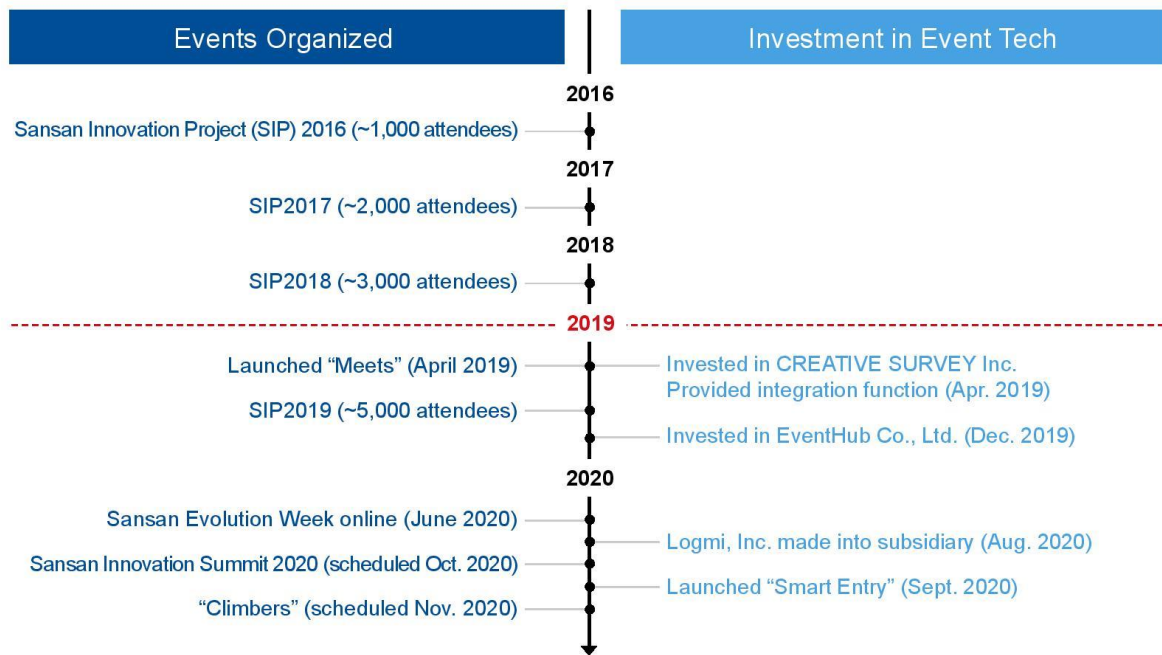 Events Organized
Investment in Event Tech
2016
Sansan Innovation Project (SIP) 2016 (~1,000 attendees)
2017
SIP2017 (~2,000 attendees)
2018
SIP2018 (~3,000 attendees)
2019
Launched “Meets” (April 2019)
Invested in CREATIVE SURVEY Inc.
Provided integration function (Apr. 2019)
SIP2019 (~5,000 attendees)
Invested in EventHub Co., Ltd. (Dec. 2019)
2020
Sansan Evolution Week online (June 2020)
Logmi, Inc. made into subsidiary (Aug. 2020)
Sansan Innovation Summit 2020 (scheduled Oct. 2020)
Launched “Smart Entry” (Sept. 2020)
“Climbers” (scheduled Nov. 2020)